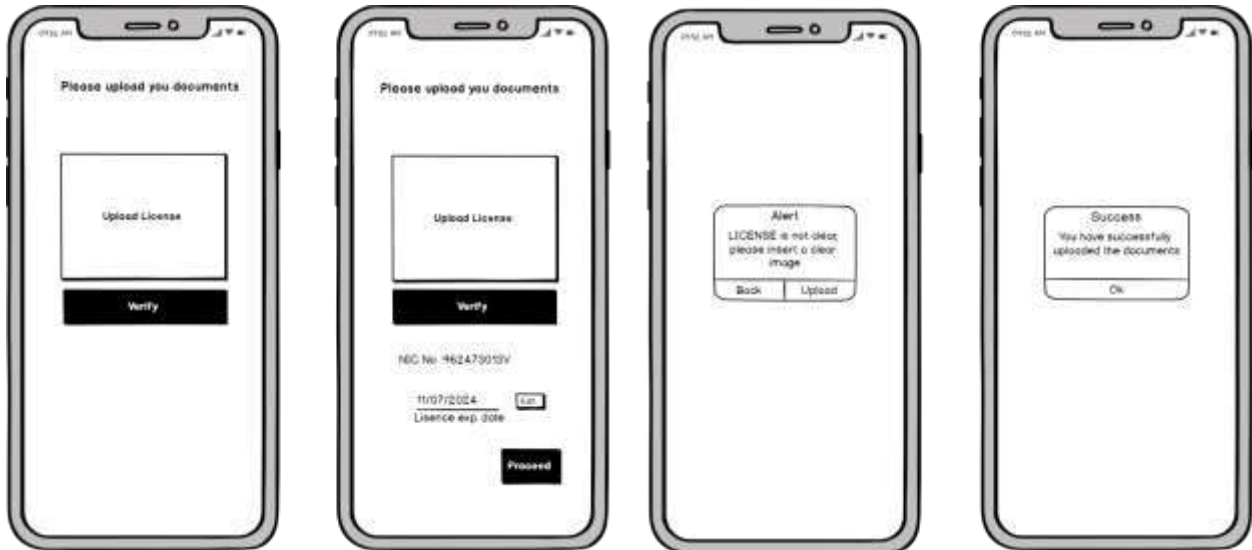 Please upload you documents
Upload License
Verify
Please upload you documents
Upload License
Verify
NIC No
11/07/2024
Lisence exp. date
Proceed
Alert
LICENSE is not clear,
please insert a clear
image
Back
Upload
Success
You have successfully
uploaded the documents
Ok